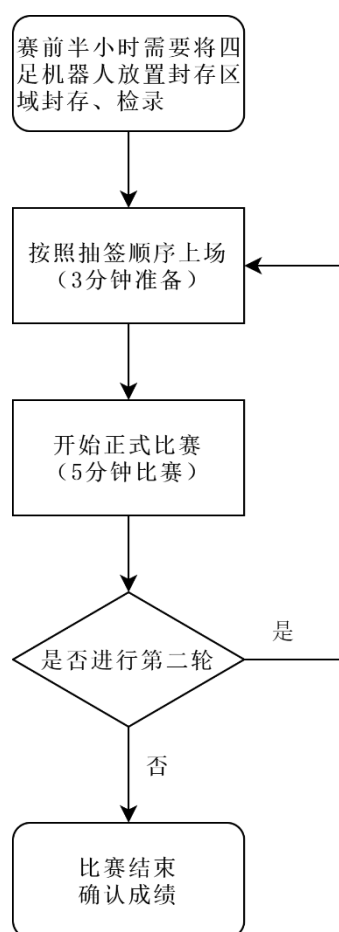 赛前半小时需要将四
足机器人放置封存区
域封存、检录
按照抽签顺序上场
（3分钟准备）
开始正式比赛
（5分钟比赛）
是否进行第二轮
是
否
比赛结束
确认成绩